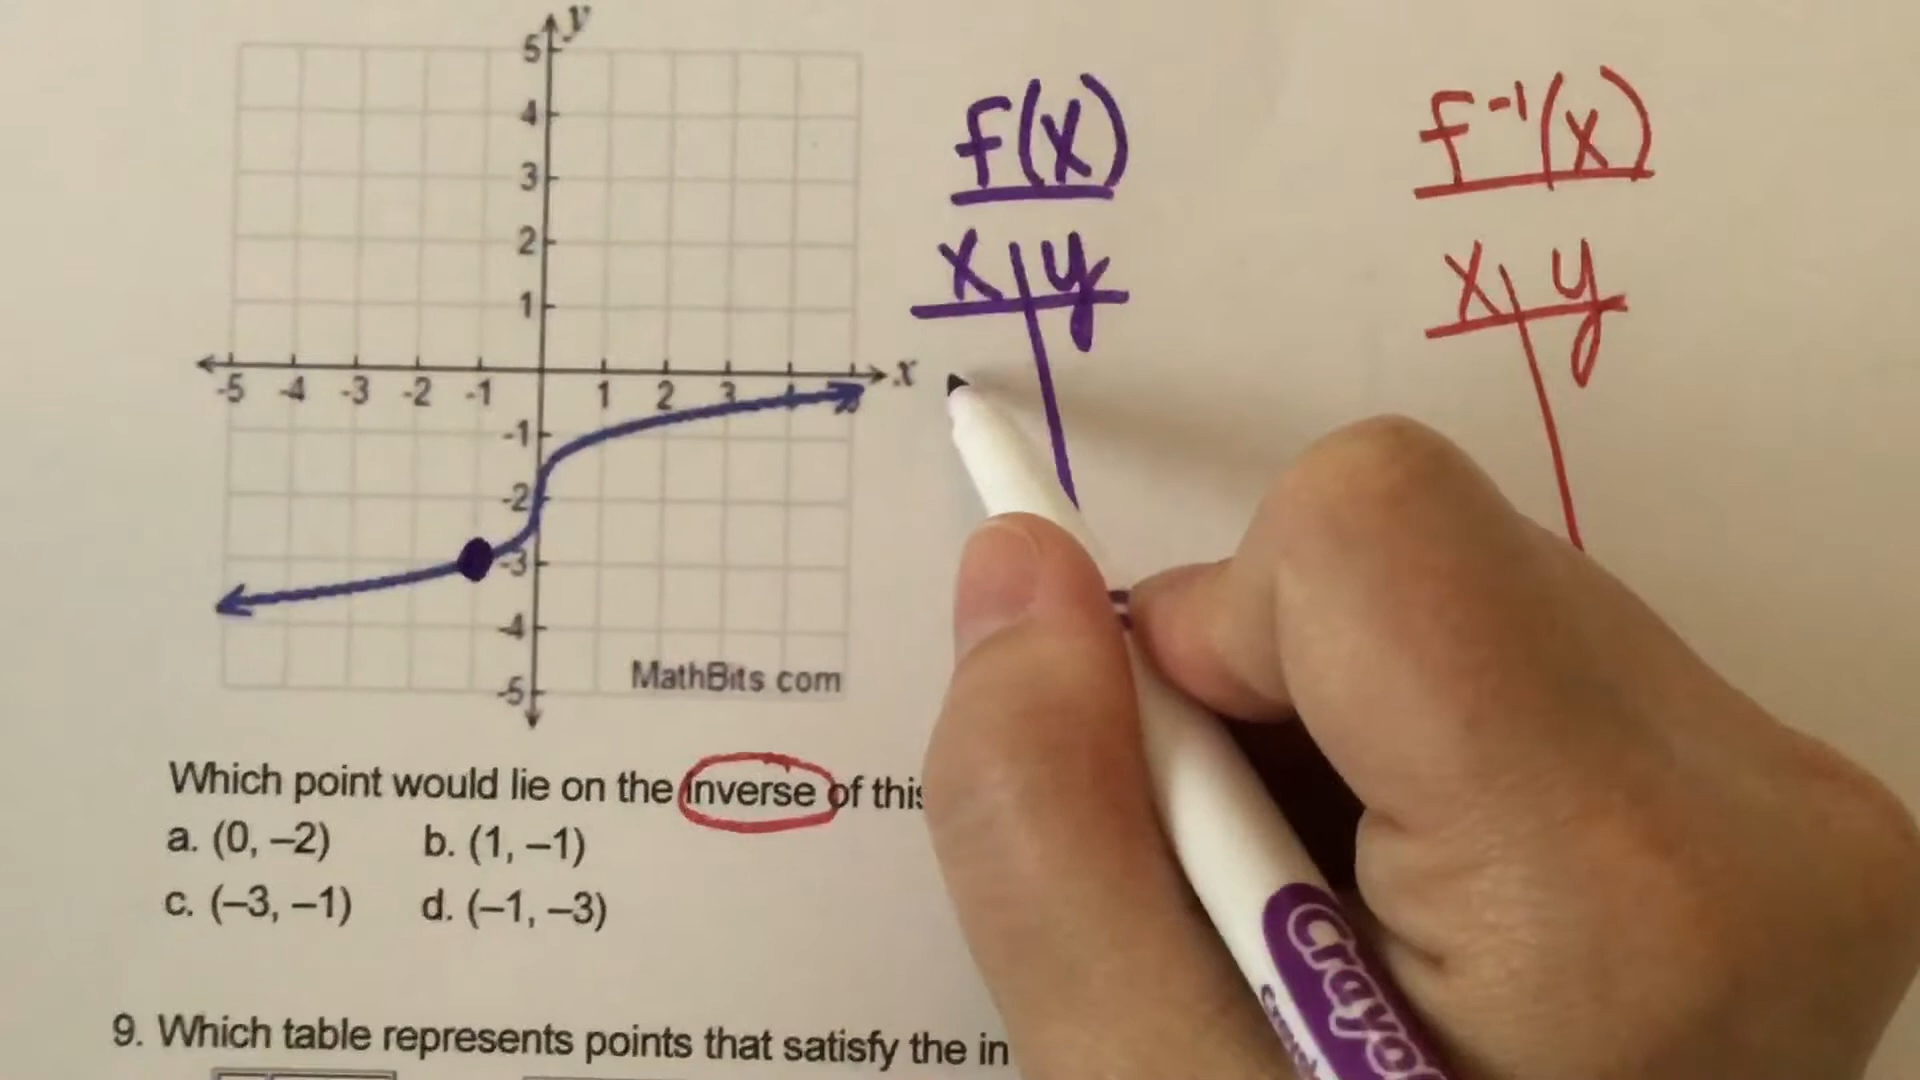 y
5
4
3
2
1
-5 -4 -3 -2 -1 1 2 3 x
-1
-2
-3
-4
-5
MathBits com
f(x)
x y
f⁻¹(x)
x y
Which point would lie on the inverse of this
a. (0, –2) b. (1, –1)
c. (–3, –1) d. (–1, –3)
9. Which table represents points that satisfy the in
Crayo